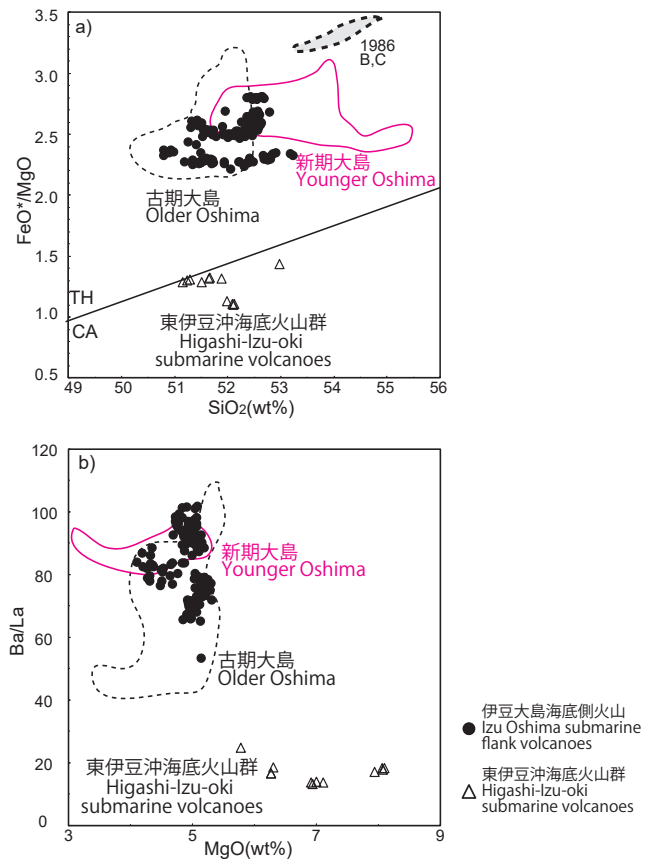 a)
3.5
3.0
2.5
2.0
1.5
1.0
0.5
FeO*/MgO
1986
B,C
新期大島
Younger Oshima
古期大島
Older Oshima
TH
CA
東伊豆沖海底火山群
Higashi-Izu-oki
submarine volcanoes
49 50 51 52 53 54 55 56
SiO2(wt%)
b)
120
100
80
60
40
20
0
Ba/La
新期大島
Younger Oshima
古期大島
Older Oshima
東伊豆沖海底火山群
Higashi-Izu-oki
submarine volcanoes
3 5 7 9
MgO(wt%)
伊豆大島海底側火山
Izu Oshima submarine
flank volcanoes
東伊豆沖海底火山群
Higashi-Izu-oki
submarine volcanoes